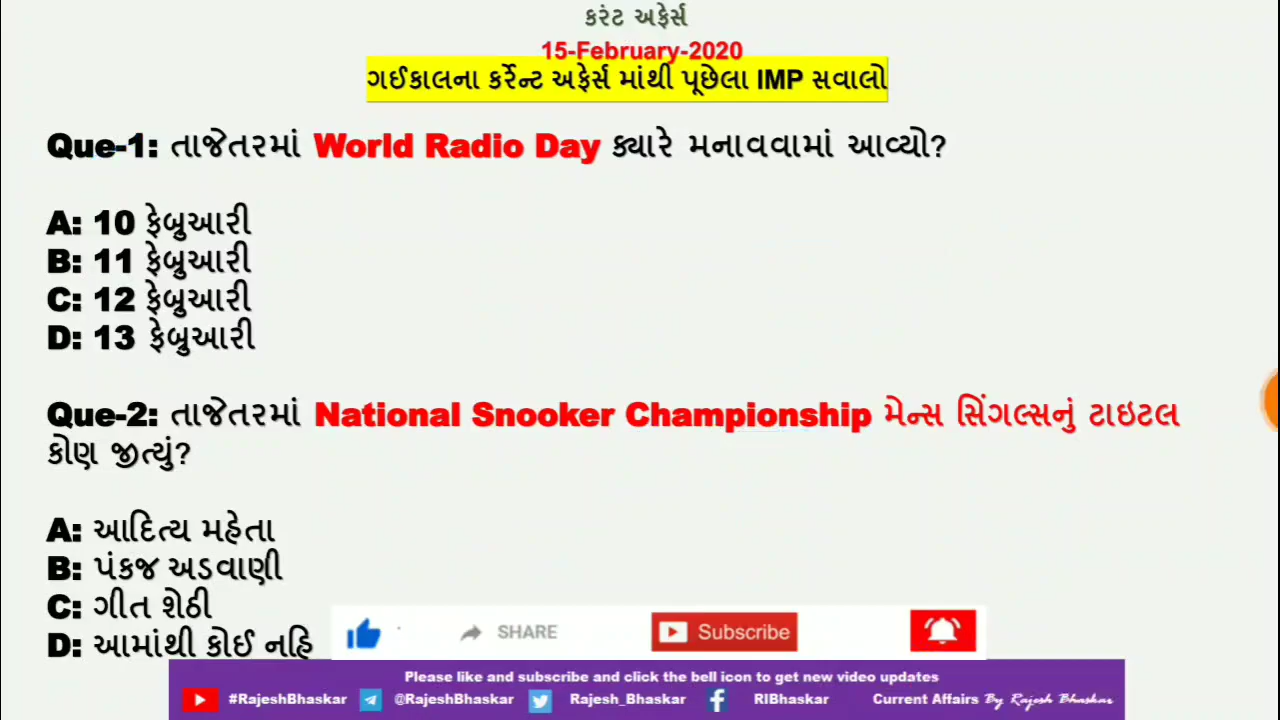 કરંટ અફેર્સ
15-February-2020
ગઈકાલના કર્રેન્ટ અફેર્સ માંથી પૂછેલા IMP સવાલો
Que-1: તાજેતરમાં World Radio Day ક્યારે મનાવવામાં આવ્યો?
A: 10 ફેબ્રુઆરી
B: 11 ફેબ્રુઆરી
C: 12 ફેબ્રુઆરી
D: 13 ફેબ્રુઆરી
Que-2: તાજેતરમાં National Snooker Championship મેન્સ સિંગલ્સનું ટાઇટલ
કોણ જીત્યું?
A: આદિત્ય મહેતા
B: પંકજ અડવાણી
C: ગીત શેઠી
D: આમાંથી કોઈ નહિ
SHARE Subscribe
Please like and subscribe and click the bell icon to get new video updates
#RajeshBhaskar @RajeshBhaskar Rajesh_Bhaskar RIBhaskar Current Affairs By Rajesh Bhaskar